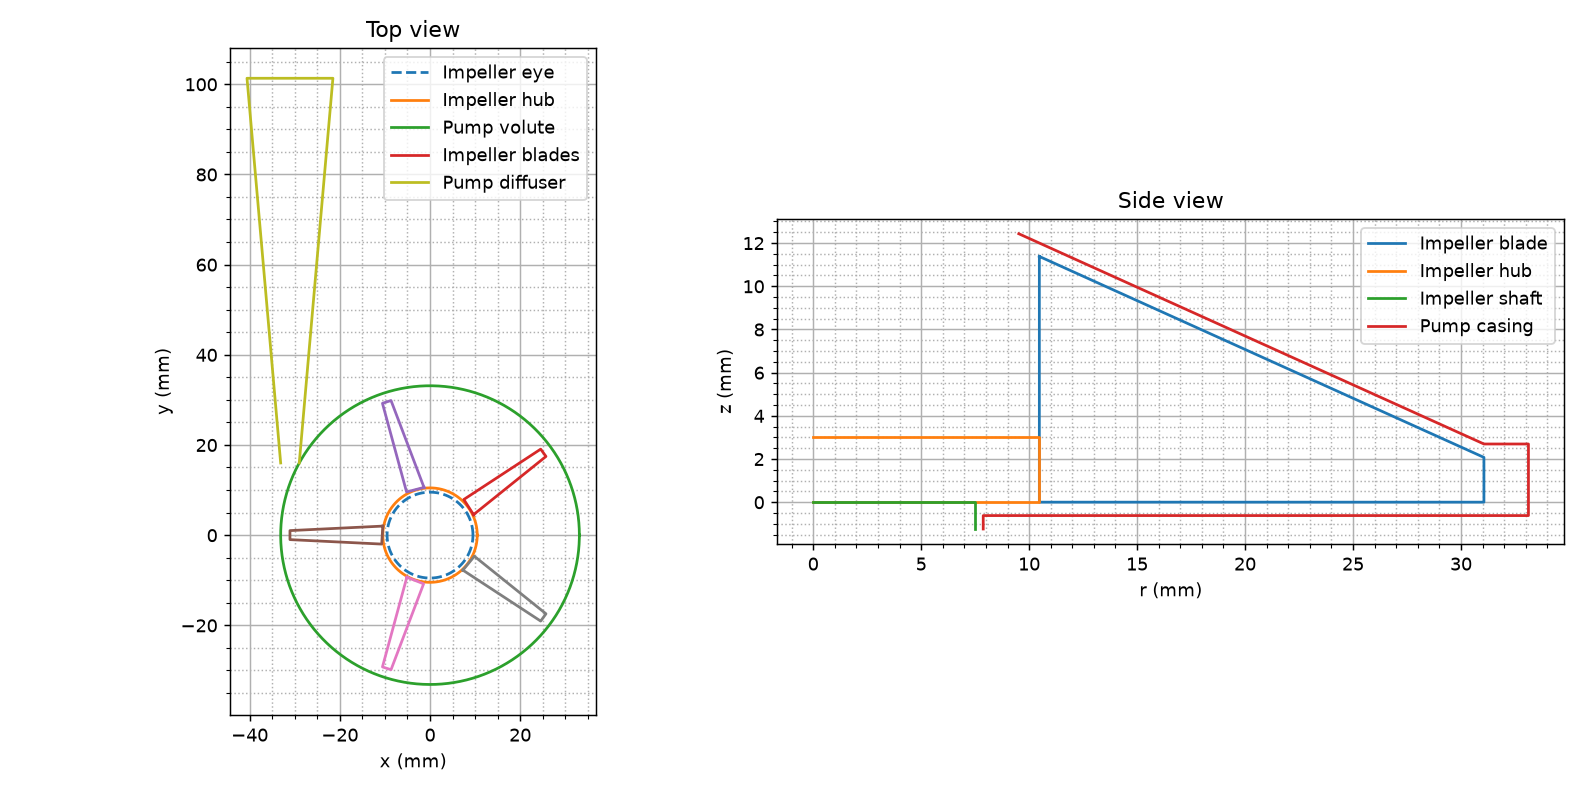 Top view
100
80
60
40
20
0
−20
y (mm)
−40
−20
0
20
x (mm)
Impeller eye
Impeller hub
Pump volute
Impeller blades
Pump diffuser
Side view
12
10
8
6
4
2
0
z (mm)
0
5
10
15
20
25
30
r (mm)
Impeller blade
Impeller hub
Impeller shaft
Pump casing